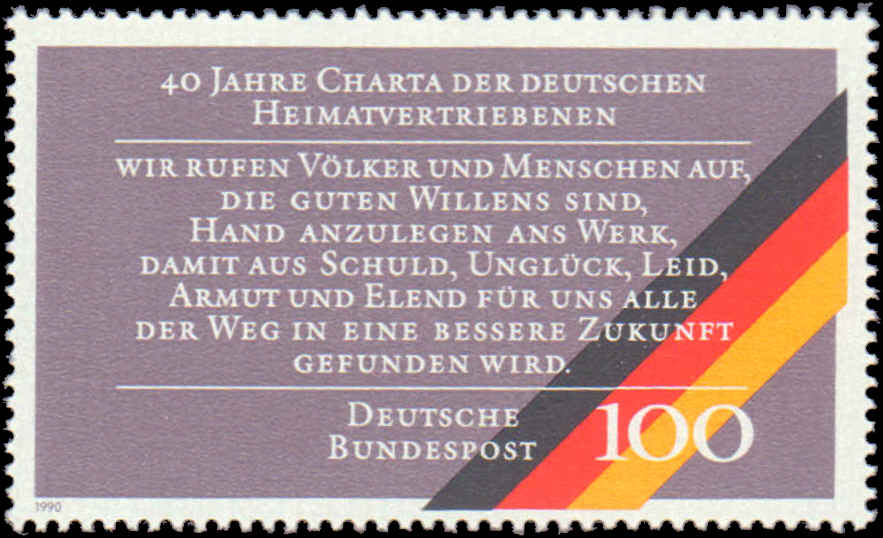 40 JAHRE CHARTA DER DEUTSCHEN
HEIMATVERTRIEBENEN
WIR RUFEN VÖLKER UND MENSCHEN AUF,
DIE GUTEN WILLENS SIND,
HAND ANZULEGEN ANS WERK,
DAMIT AUS SCHULD, UNGLÜCK, LEID,
ARMUT UND ELEND FÜR UNS ALLE
DER WEG IN EINE BESSERE ZUKUNFT
GEFUNDEN WIRD.
DEUTSCHE
BUNDESPOST
100
1990